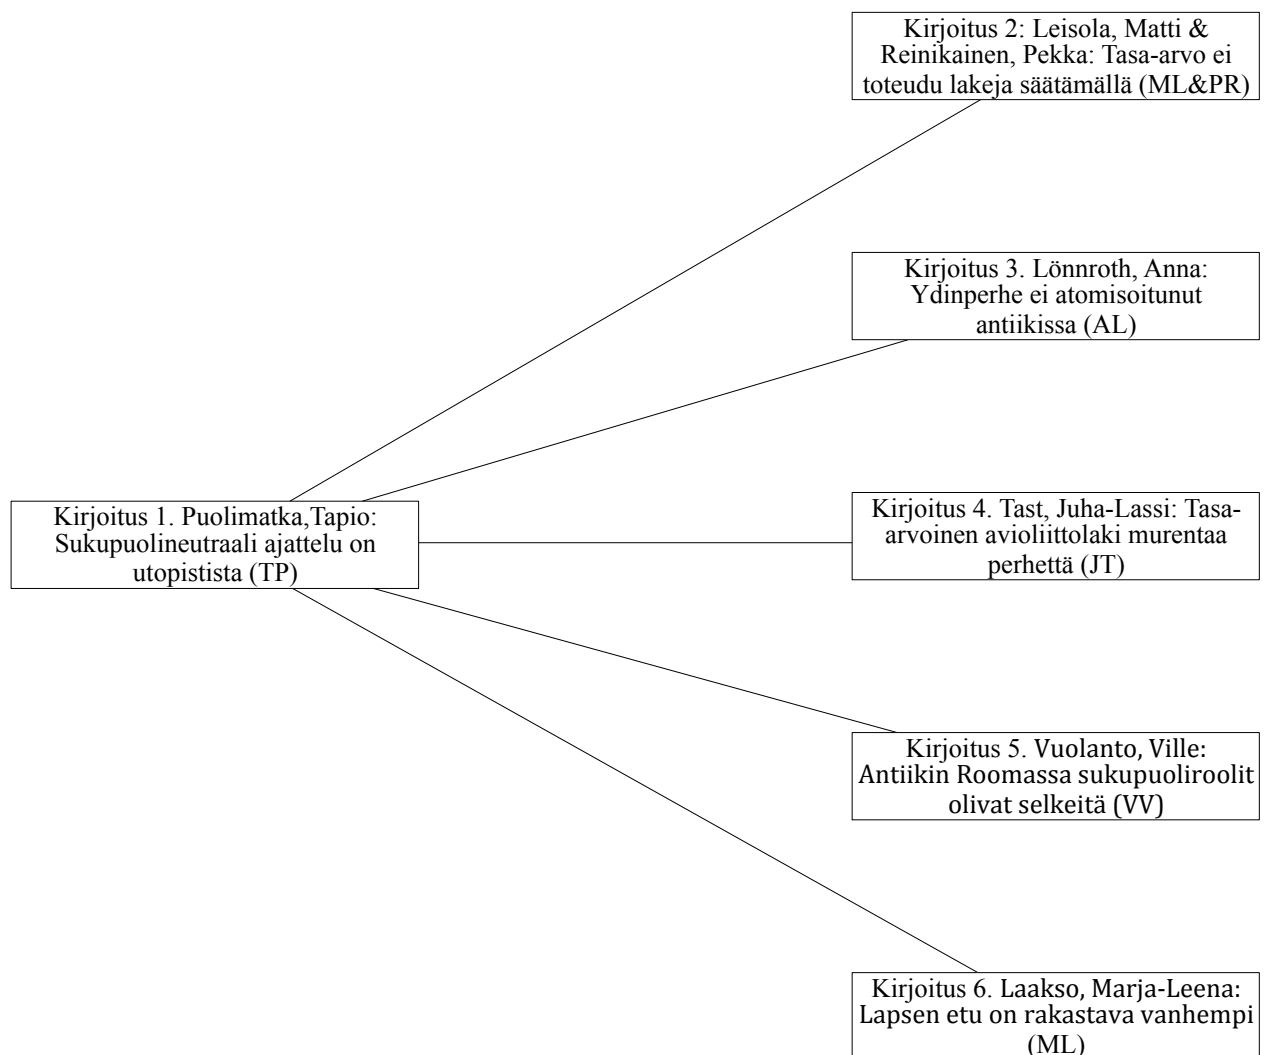 Kirjoitus 2: Leisola, Matti &
Reinikainen, Pekka: Tasa-arvo ei
toteudu lakeja säätämällä (ML&PR)
Kirjoitus 3. Lönnroth, Anna:
Ydinperhe ei atomisoitunut
antiikissa (AL)
Kirjoitus 1. Puolimatka,Tapio:
Sukupuolineutraali ajattelu on
utopistista (TP)
Kirjoitus 4. Tast, Juha-Lassi: Tasa-
arvoinen avioliittolaki murentaa
perhettä (JT)
Kirjoitus 5. Vuolanto, Ville:
Antiikin Roomassa sukupuoliroolit
olivat selkeitä (VV)
Kirjoitus 6. Laakso, Marja-Leena:
Lapsen etu on rakastava vanhempi
(ML)